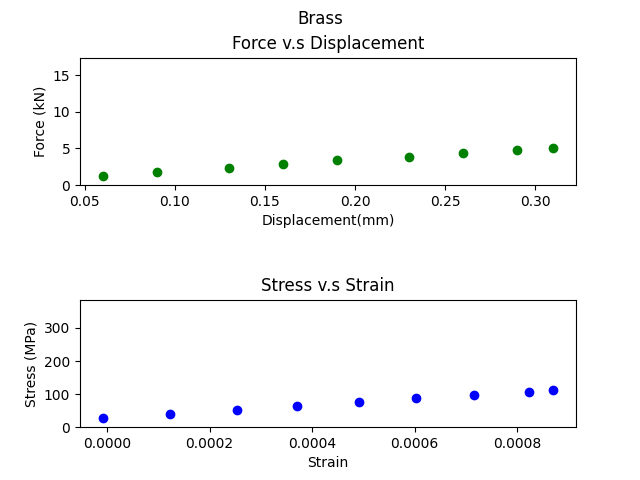 Brass
Force v.s Displacement
15
10
5
0
Force (kN)
0.05 0.10 0.15 0.20 0.25 0.30
Displacement(mm)
Stress v.s Strain
300
200
100
0
Stress (MPa)
0.0000 0.0002 0.0004 0.0006 0.0008
Strain